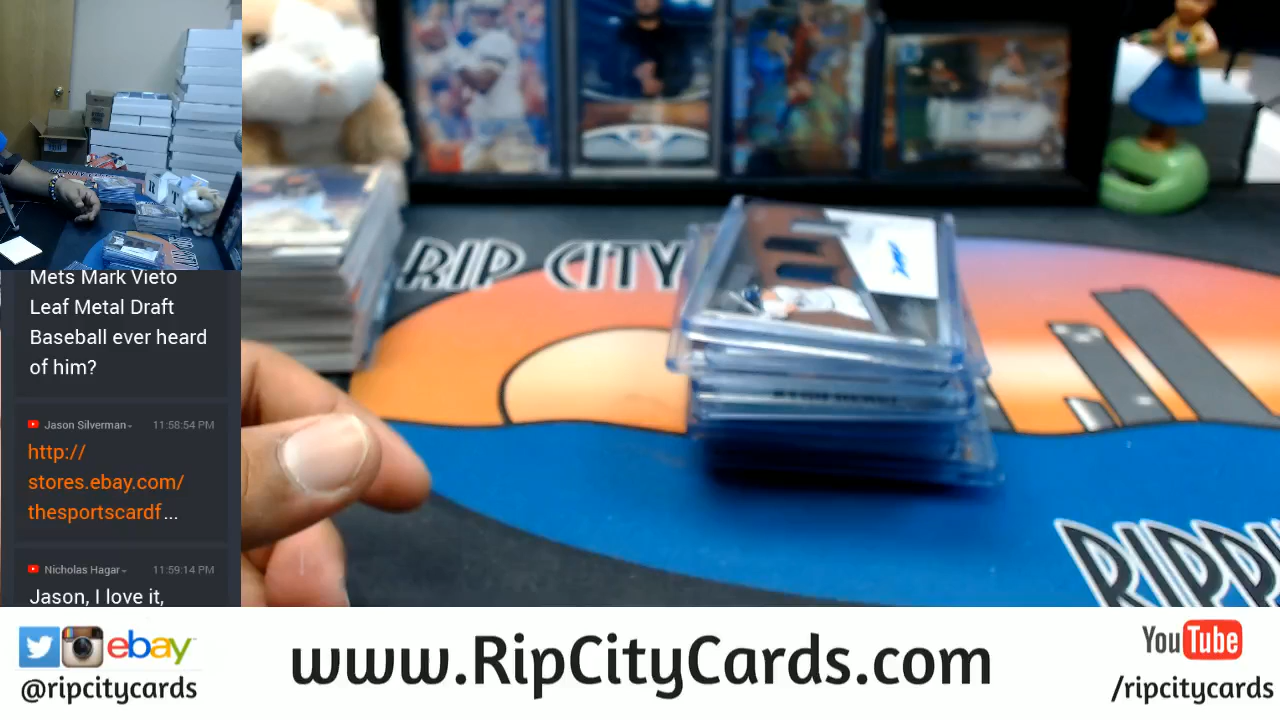 Mets Mark Vieto
Leaf Metal Draft
Baseball ever heard
of him?
Jason Silverman 11:58:54 PM
http://
stores.ebay.com/
thesportscardf...
Nicholas Hagar 11:59:14 PM
Jason, I love it,
RIP CITY
RIPPI
ebay
@ripcitycards
www.RipCityCards.com
YouTube
/ripcitycards